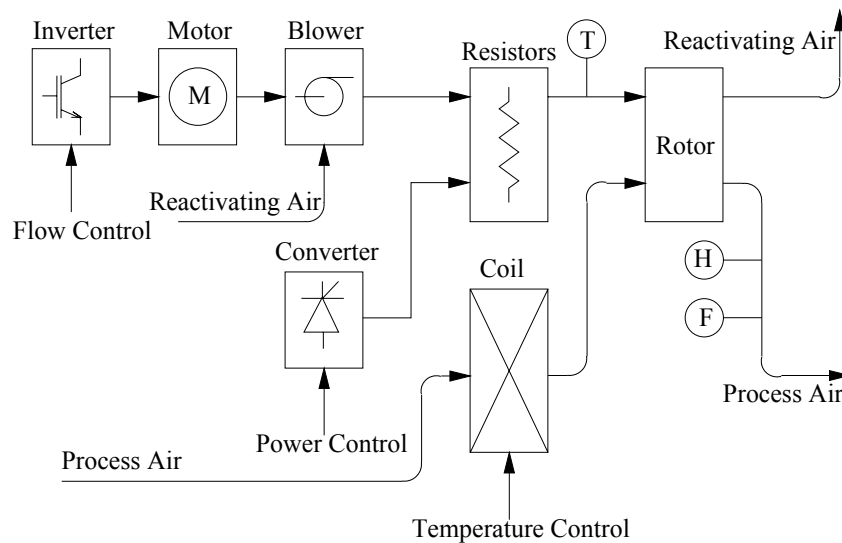 Inverter
Motor
Blower
Resistors
T
Reactivating Air
M
Rotor
Reactivating Air
Flow Control
Converter
Coil
H
F
Process Air
Power Control
Process Air
Temperature Control